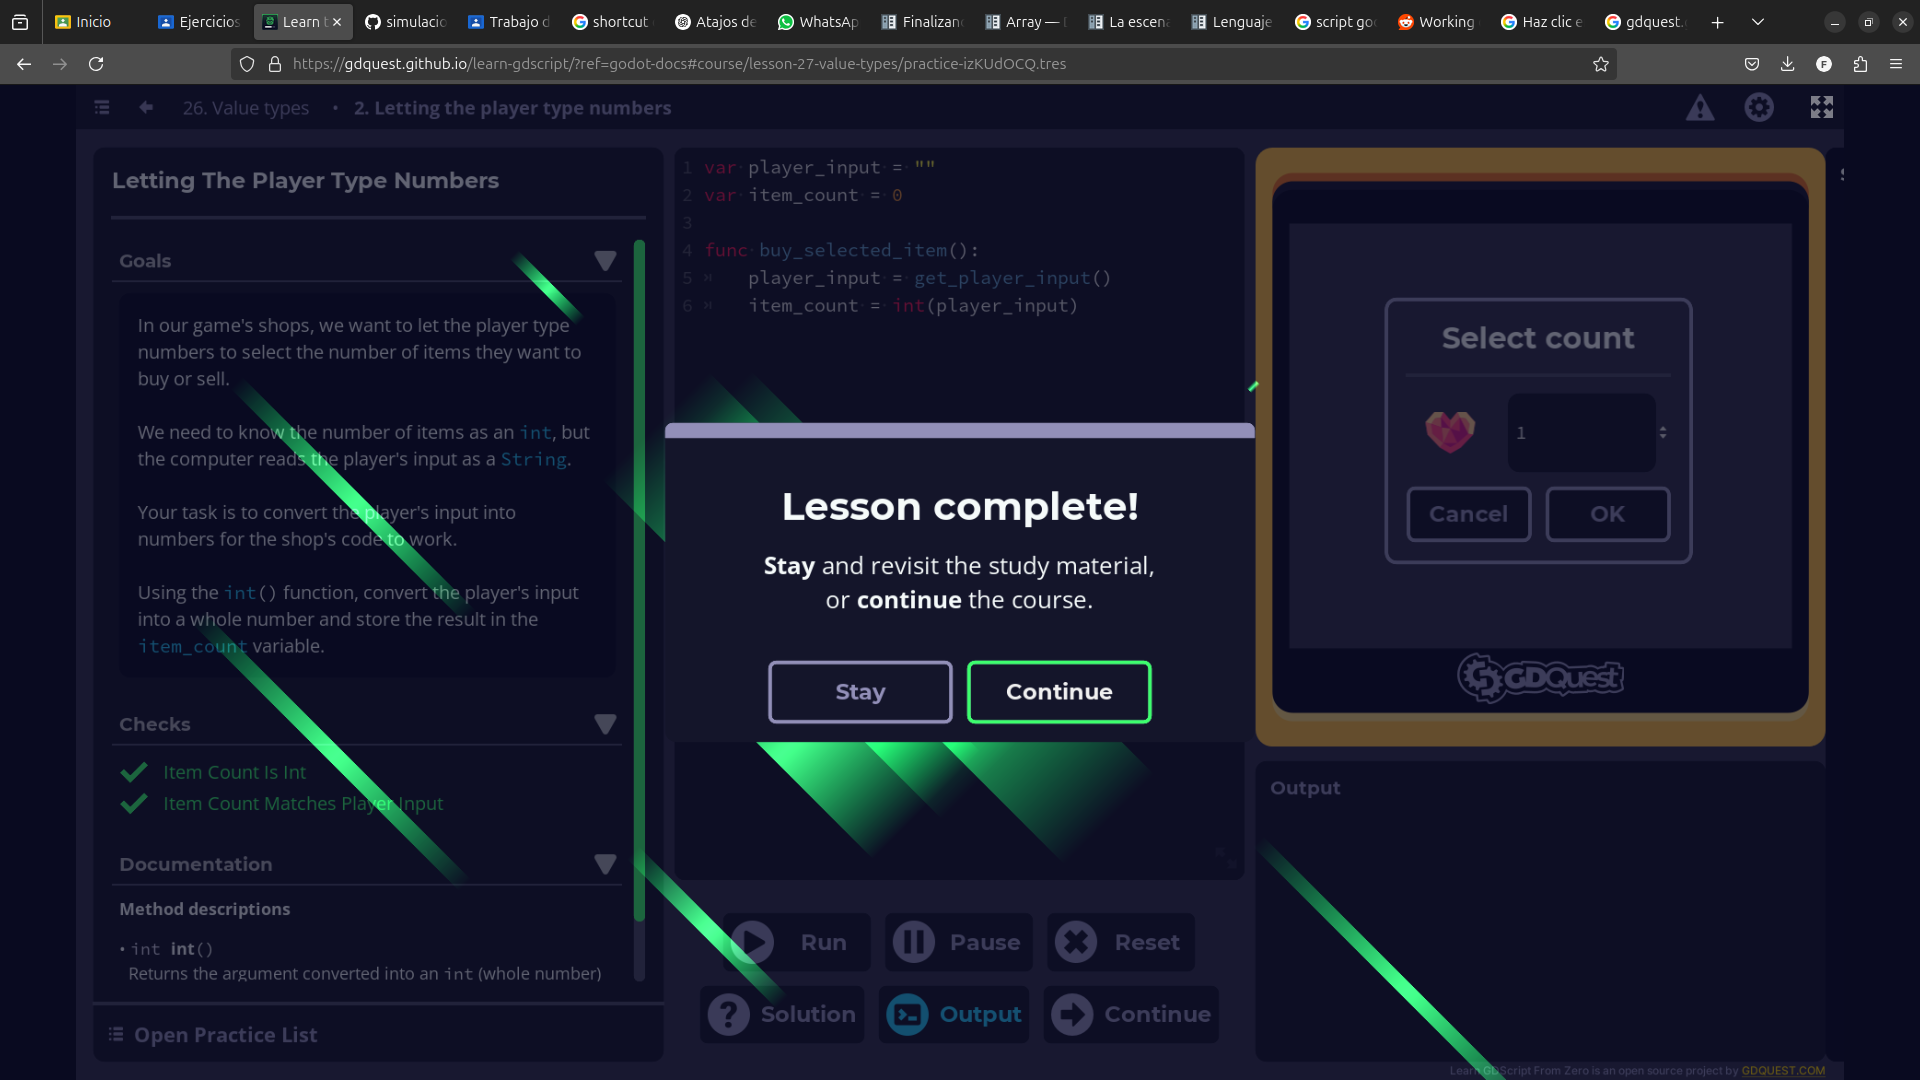 Inicio
Ejercicios
Learn t
simulacio
Trabajo d
shortcut
Atajos de
WhatsAp
Finalizan
Array — D
La escena
Lenguaje
script go
Working
Haz clic e
gdquest.
https://gdquest.github.io/learn-gdscript/?ref=godot-docs#course/lesson-27-value-types/practice-izKUdOCQ.tres
26. Value types • 2. Letting the player type numbers
Letting The Player Type Numbers
Goals
In our game's shops, we want to let the player type
numbers to select the number of items they want to
buy or sell.
We need to know the number of items as an int, but
the computer reads the player's input as a String.
Your task is to convert the player's input into
numbers for the shop's code to work.
Using the int() function, convert the player's input
into a whole number and store the result in the
item_count variable.
Checks
Item Count Is Int
Item Count Matches Player Input
Documentation
Method descriptions
• int int()
Returns the argument converted into an int (whole number)
Open Practice List
1 var player_input = ""
2 var item_count = 0
3
4 func buy_selected_item():
5 player_input = get_player_input()
6 item_count = int(player_input)
Lesson complete!
Stay and revisit the study material,
or continue the course.
Stay
Continue
Run
Pause
Reset
Solution
Output
Continue
Select count
1
Cancel
OK
GDQuest
Output
Learn GDScript From Zero is an open source project by GDQUEST.COM